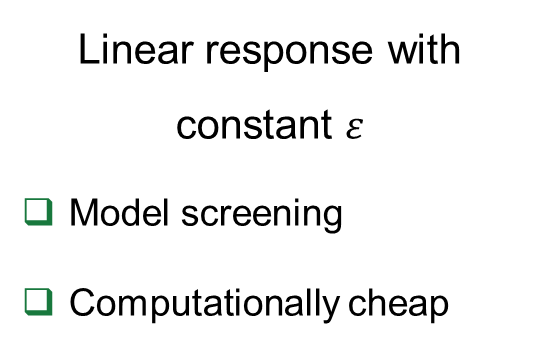 Linear response with
constant ε
❑ Model screening
❑ Computationally cheap